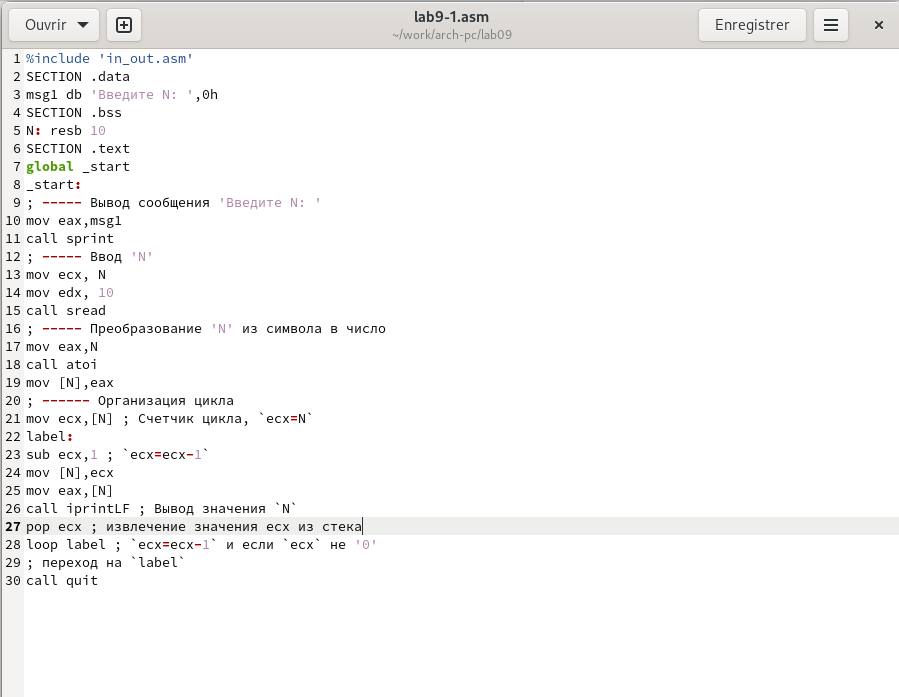 Ouvrir
lab9-1.asm
~/work/arch-pc/lab09
Enregistrer
1 %include 'in_out.asm'
2 SECTION .data
3 msg1 db 'Введите N: ',0h
4 SECTION .bss
5 N: resb 10
6 SECTION .text
7 global _start
8 _start:
9 ; ----- Вывод сообщения 'Введите N: '
10 mov eax,msg1
11 call sprint
12 ; ----- Ввод 'N'
13 mov ecx, N
14 mov edx, 10
15 call sread
16 ; ----- Преобразование 'N' из символа в число
17 mov eax,N
18 call atoi
19 mov [N],eax
20 ; ------ Организация цикла
21 mov ecx,[N] ; Счетчик цикла, `ecx=N`
22 label:
23 sub ecx,1 ; `ecx=ecx-1`
24 mov [N],ecx
25 mov eax,[N]
26 call iprintLF ; Вывод значения `N`
27 pop ecx ; извлечение значения ecx из стека
28 loop label ; `ecx=ecx-1` и если `ecx` не '0'
29 ; переход на `label`
30 call quit